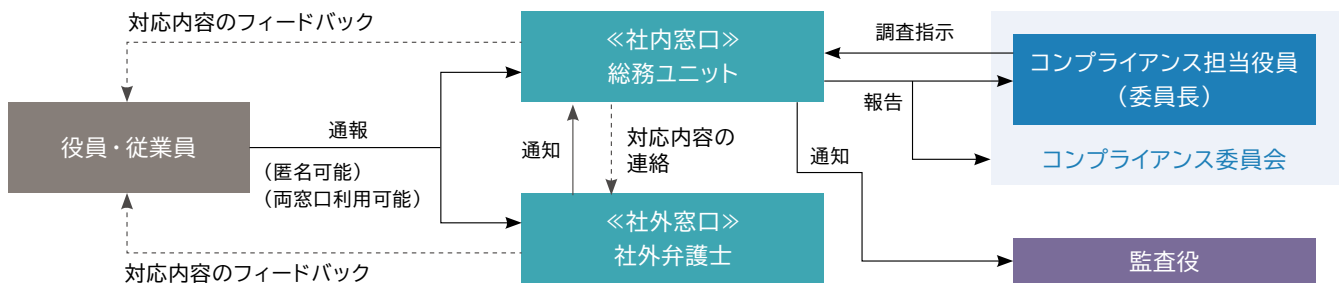 対応内容のフィードバック
≪社内窓口≫
総務ユニット
調査指示
コンプライアンス担当役員
（委員長）
報告
役員・従業員
通報
（匿名可能）
（両窓口利用可能）
通知
対応内容の
連絡
通知
コンプライアンス委員会
≪社外窓口≫
社外弁護士
対応内容のフィードバック
監査役